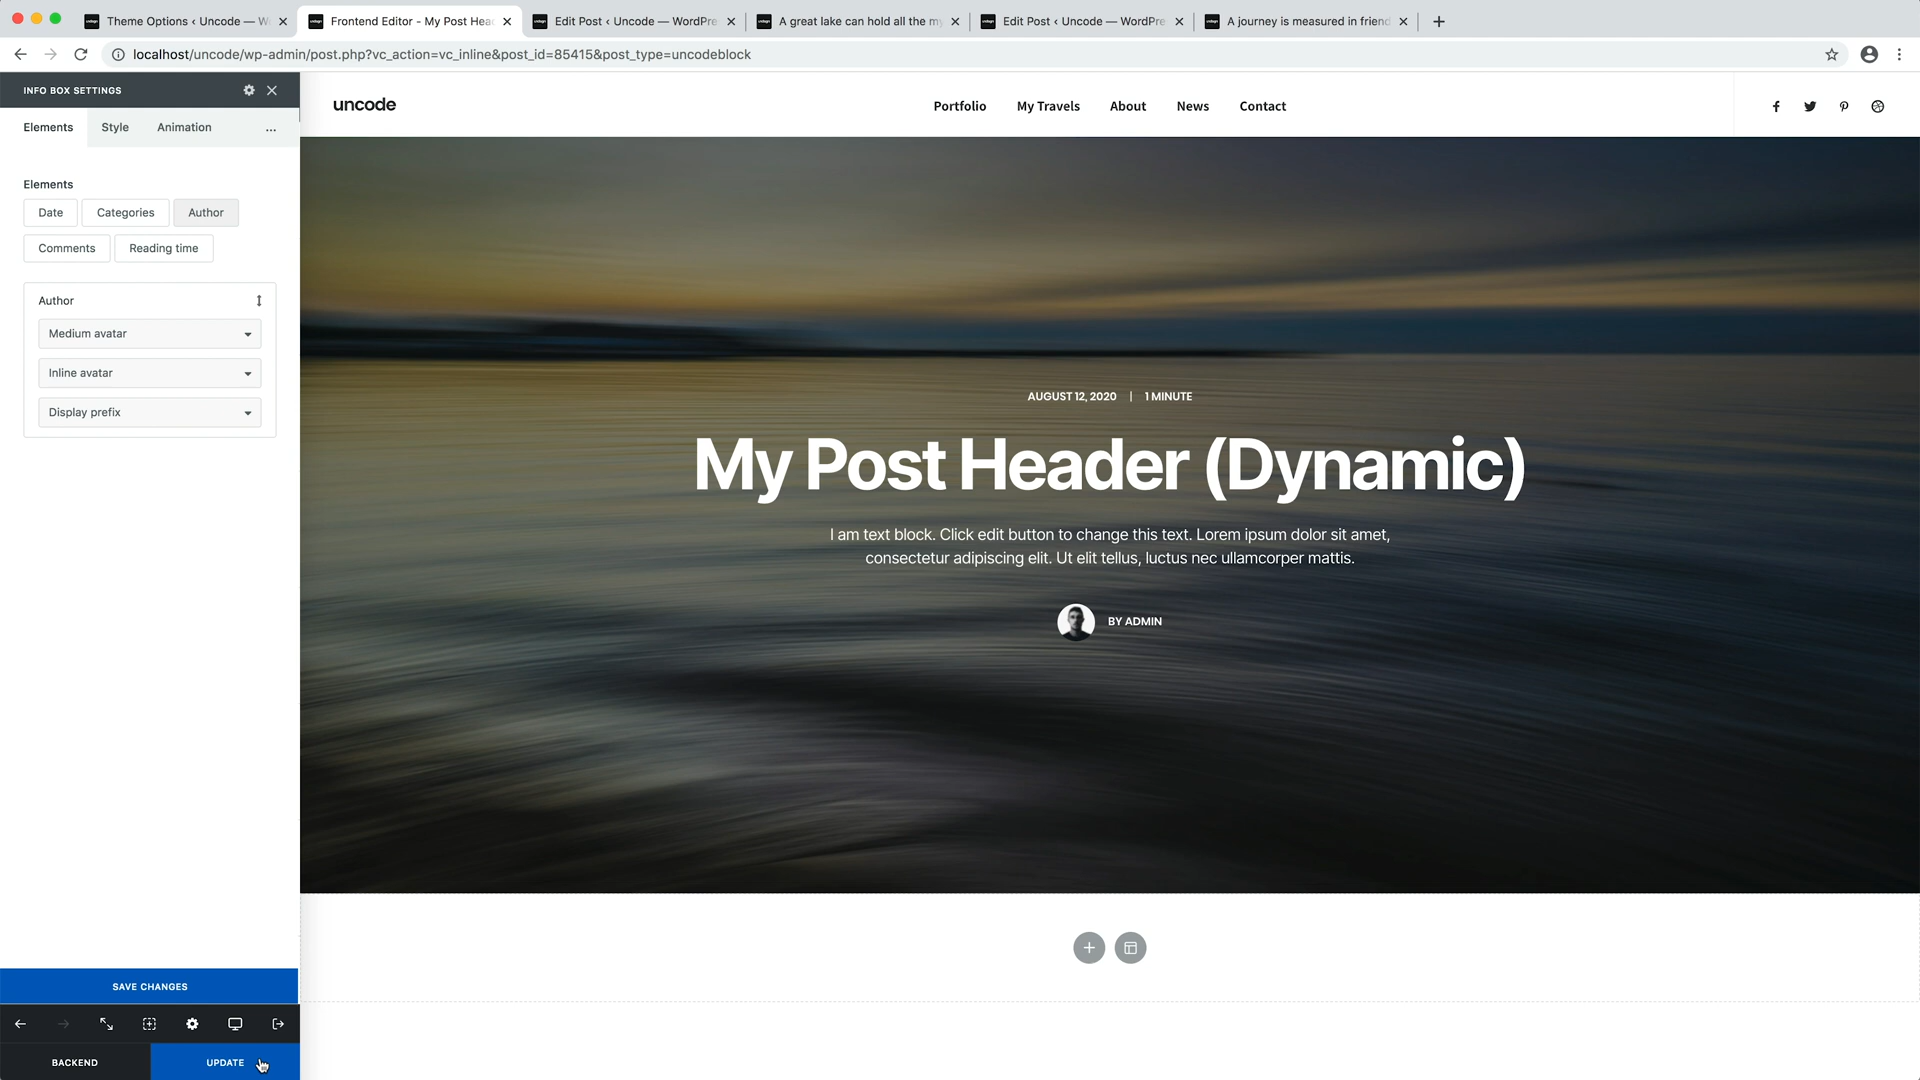 Theme Options ‹ Uncode — W
Frontend Editor - My Post Hea
Edit Post ‹ Uncode — WordPre
A great lake can hold all the my
Edit Post ‹ Uncode — WordPre
A journey is measured in friend
localhost/uncode/wp-admin/post.php?vc_action=vc_inline&post_id=85415&post_type=uncodeblock
INFO BOX SETTINGS
Elements
Style
Animation
...
Elements
Date
Categories
Author
Comments
Reading time
Author
Medium avatar
Inline avatar
Display prefix
SAVE CHANGES
BACKEND
UPDATE
uncode
Portfolio
My Travels
About
News
Contact
AUGUST 12, 2020 | 1 MINUTE
My Post Header (Dynamic)
I am text block. Click edit button to change this text. Lorem ipsum dolor sit amet,
consectetur adipiscing elit. Ut elit tellus, luctus nec ullamcorper mattis.
BY ADMIN